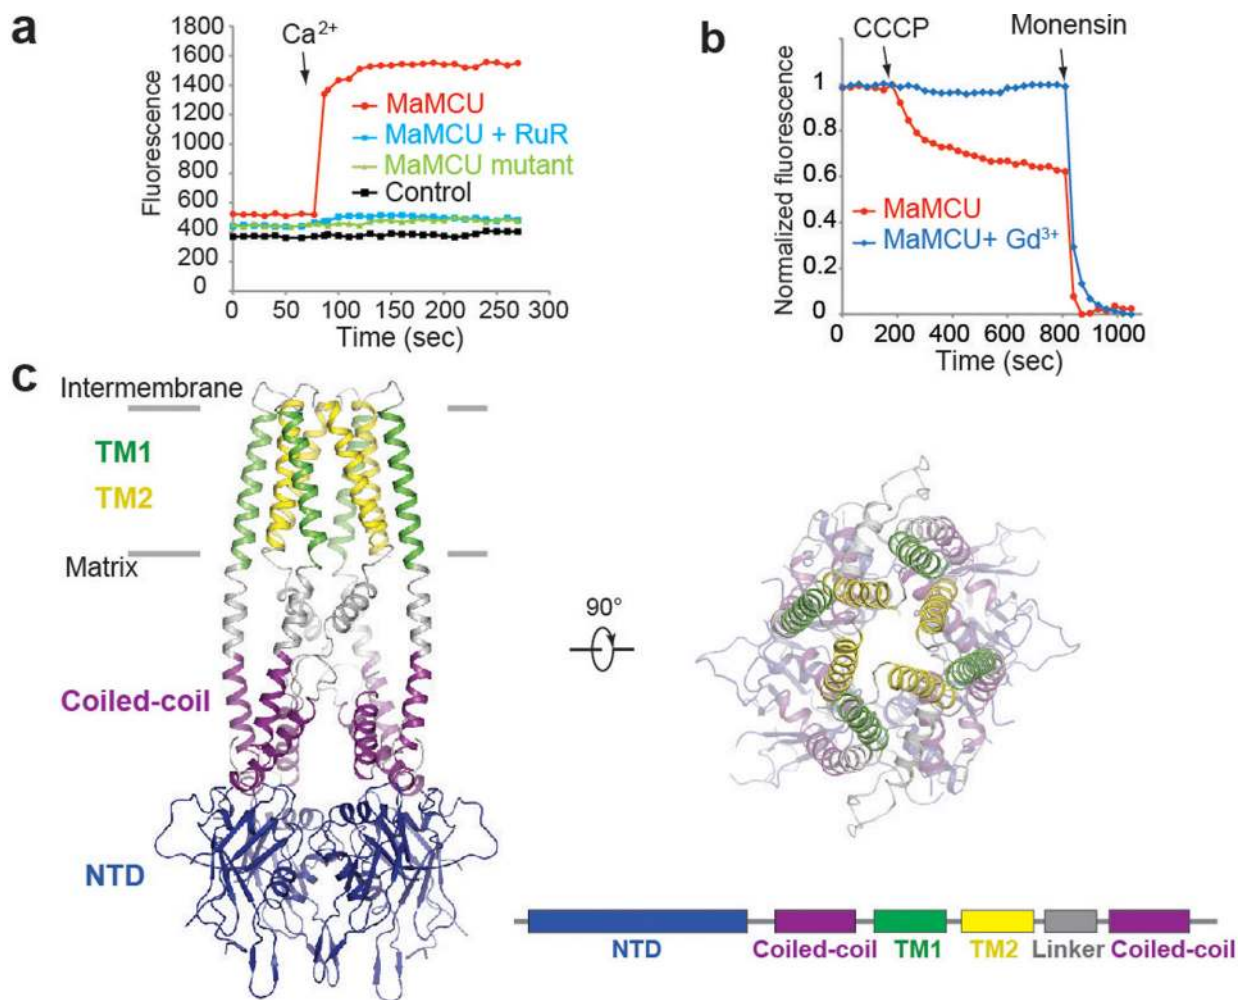 a
1800
1600
1400
1200
1000
800
600
400
200
0
Fluorescence
Ca²⁺
MaMCU
MaMCU + RuR
MaMCU mutant
Control
0 50 100 150 200 250 300
Time (sec)
b
CCCP
Monensin
1
0.8
0.6
0.4
0.2
0
Normalized fluorescence
MaMCU
MaMCU+ Gd³⁺
0 200 400 600 800 1000
Time (sec)
c
Intermembrane
TM1
TM2
Matrix
Coiled-coil
NTD
90°
NTD Coiled-coil TM1 TM2 Linker Coiled-coil